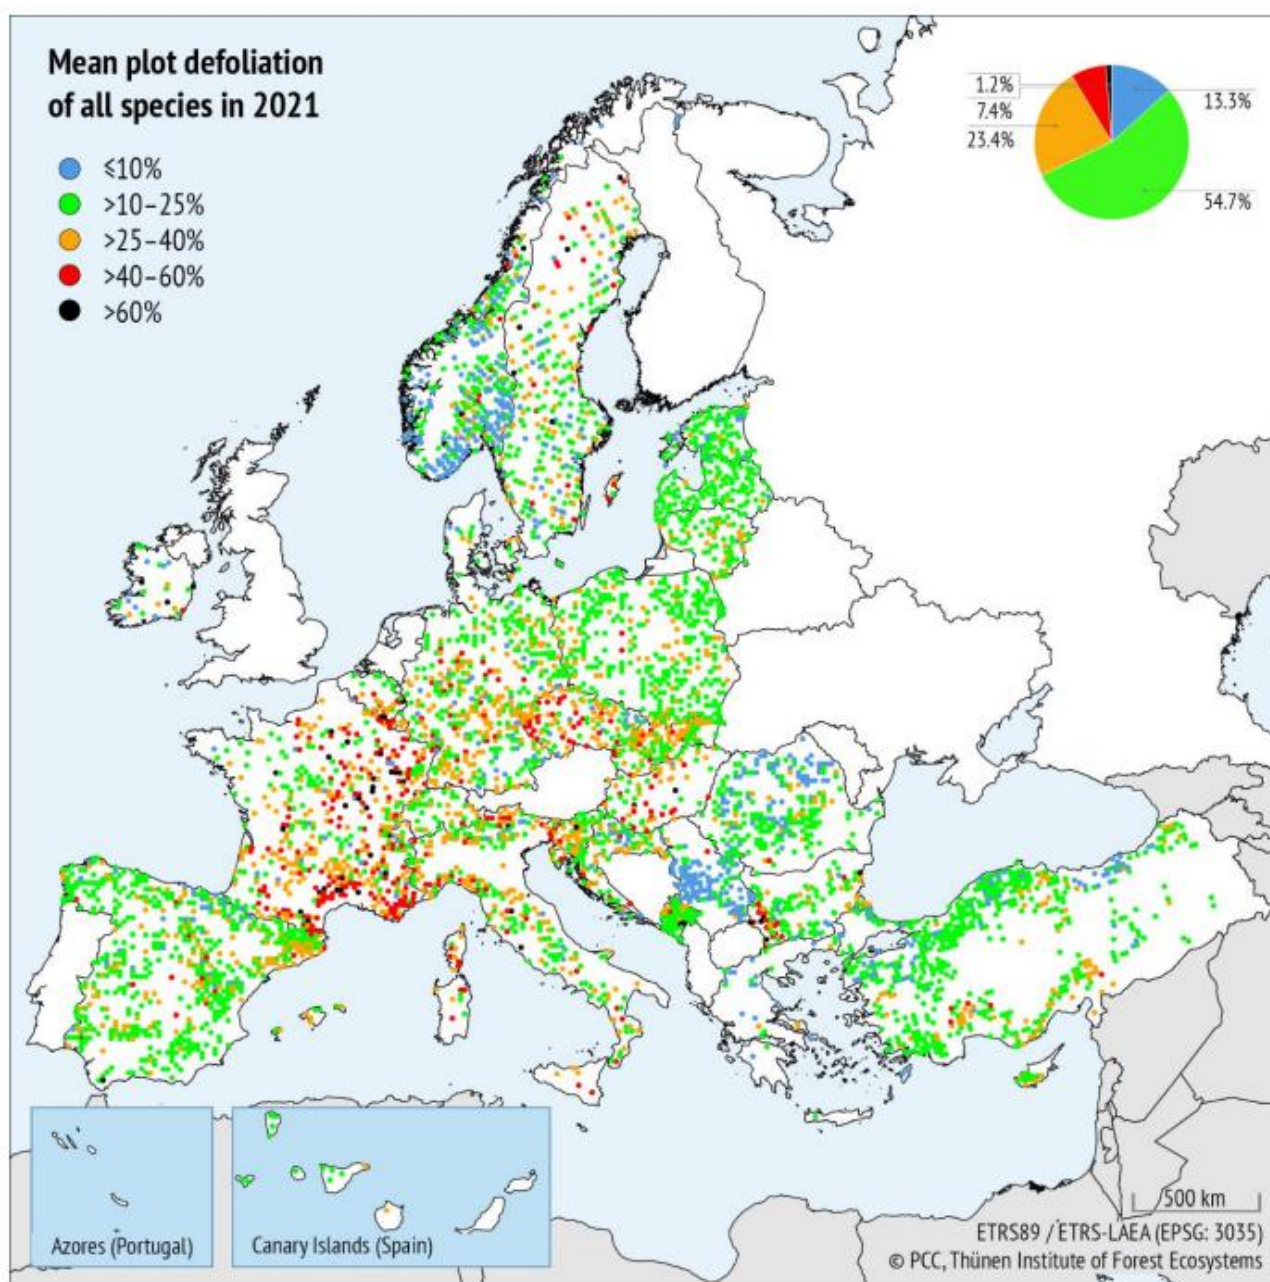 Mean plot defoliation
of all species in 2021
≤10%
>10–25%
>25–40%
>40–60%
>60%
1.2%
7.4%
23.4%
13.3%
54.7%
Azores (Portugal)
Canary Islands (Spain)
500 km
ETRS89 / ETRS-LAEA (EPSG: 3035)
© PCC, Thünen Institute of Forest Ecosystems